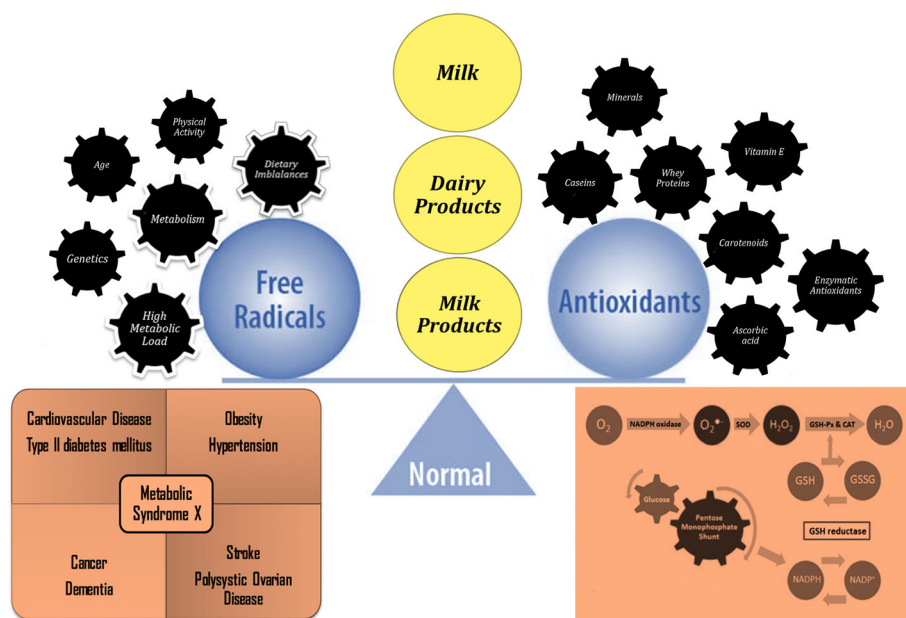 Milk
Dairy
Products
Milk
Products
Physical
Activity
Age
Dietary
Imblalances
Metabolism
Genetics
High
Metabolic
Load
Free
Radicals
Minerals
Vitamin E
Caseins
Whey
Proteins
Carotenoids
Enzymatic
Antioxidants
Ascorbic
acid
Antioxidants
Normal
Cardiovascular Disease
Type II diabetes mellitus
Obesity
Hypertension
Metabolic
Syndrome X
Cancer
Dementia
Stroke
Polysystic Ovarian
Disease
O₂
NADPH oxidase
O₂●-
SOD
H₂O₂
GSH-Px & CAT
H₂O
GSH
GSSG
Glucose
Pentose
Monophosphate
Shunt
GSH reductase
NADPH
NADP⁺